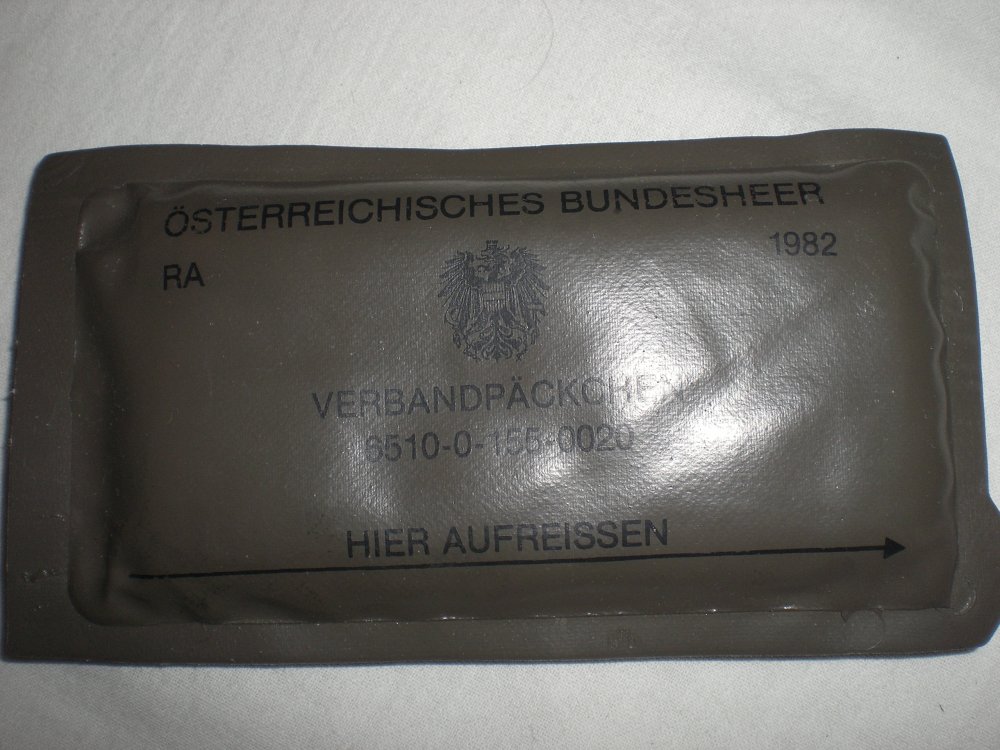 ÖSTERREICHISCHES BUNDESHEER
RA 1982
VERBANDPÄCKCHEN
6510-0-155-0020
HIER AUFREISSEN